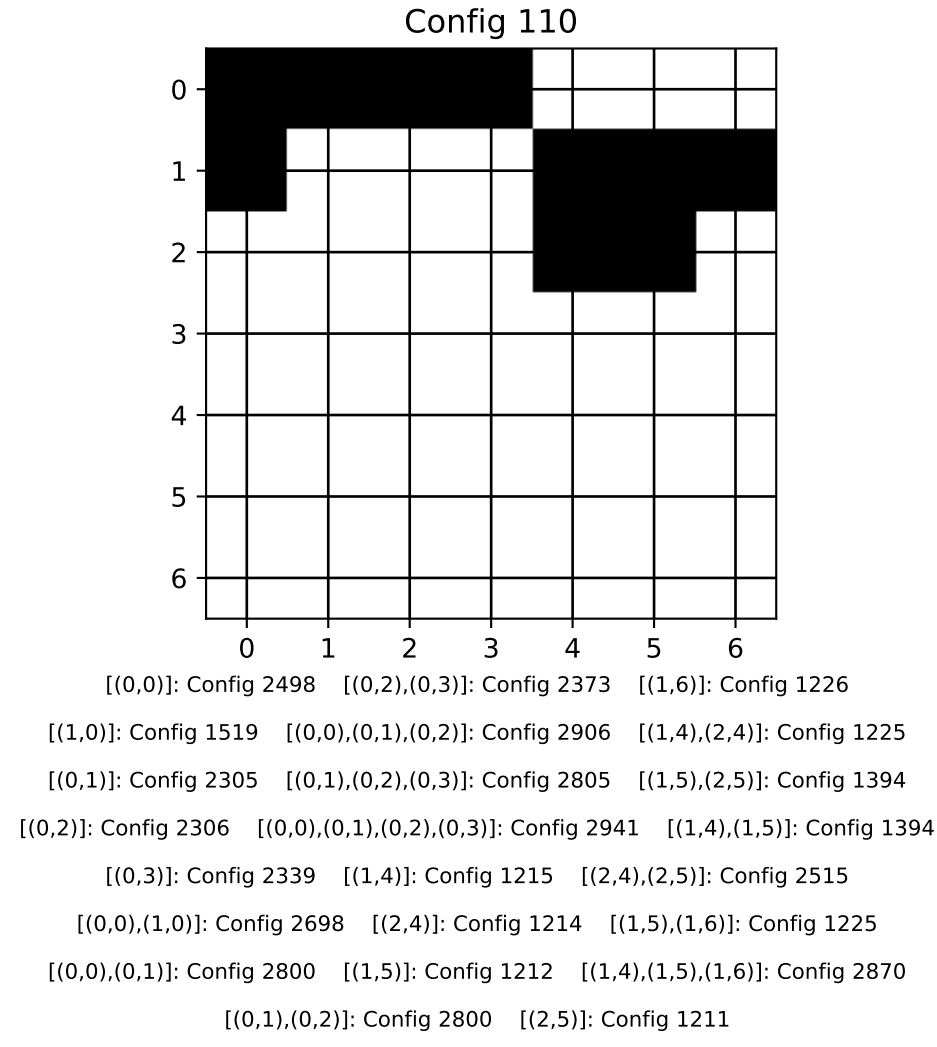 Config 110
0
1
2
3
4
5
6
0 1 2 3 4 5 6
[(0,0)]: Config 2498 [(0,2),(0,3)]: Config 2373 [(1,6)]: Config 1226
[(1,0)]: Config 1519 [(0,0),(0,1),(0,2)]: Config 2906 [(1,4),(2,4)]: Config 1225
[(0,1)]: Config 2305 [(0,1),(0,2),(0,3)]: Config 2805 [(1,5),(2,5)]: Config 1394
[(0,2)]: Config 2306 [(0,0),(0,1),(0,2),(0,3)]: Config 2941 [(1,4),(1,5)]: Config 1394
[(0,3)]: Config 2339 [(1,4)]: Config 1215 [(2,4),(2,5)]: Config 2515
[(0,0),(1,0)]: Config 2698 [(2,4)]: Config 1214 [(1,5),(1,6)]: Config 1225
[(0,0),(0,1)]: Config 2800 [(1,5)]: Config 1212 [(1,4),(1,5),(1,6)]: Config 2870
[(0,1),(0,2)]: Config 2800 [(2,5)]: Config 1211